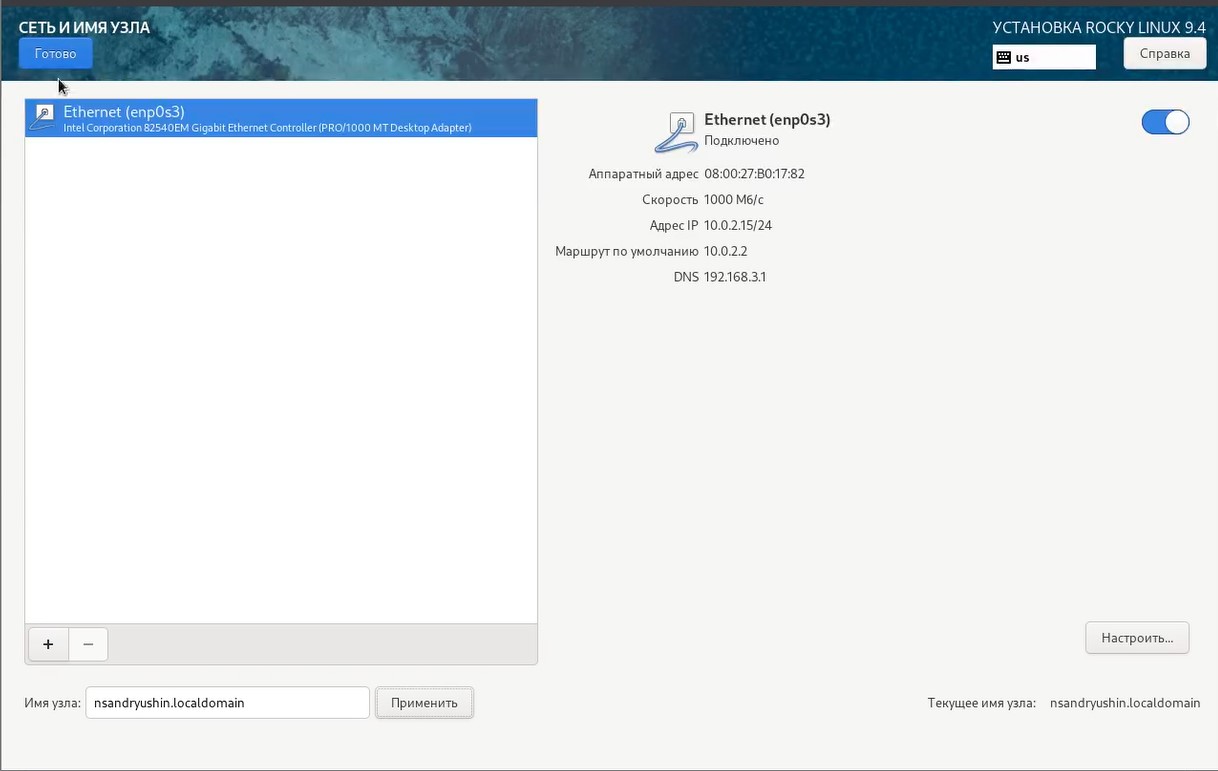 СЕТЬ И ИМЯ УЗЛА
Готово
УСТАНОВКА ROCKY LINUX 9.4
us
Справка
Ethernet (enp0s3)
Intel Corporation 82540EM Gigabit Ethernet Controller (PRO/1000 MT Desktop Adapter)
Ethernet (enp0s3)
Подключено
Аппаратный адрес 08:00:27:B0:17:82
Скорость 1000 Мб/с
Адрес IP 10.0.2.15/24
Маршрут по умолчанию 10.0.2.2
DNS 192.168.3.1
+ −
Настроить...
Имя узла: nsandryushin.localdomain Применить
Текущее имя узла: nsandryushin.localdomain